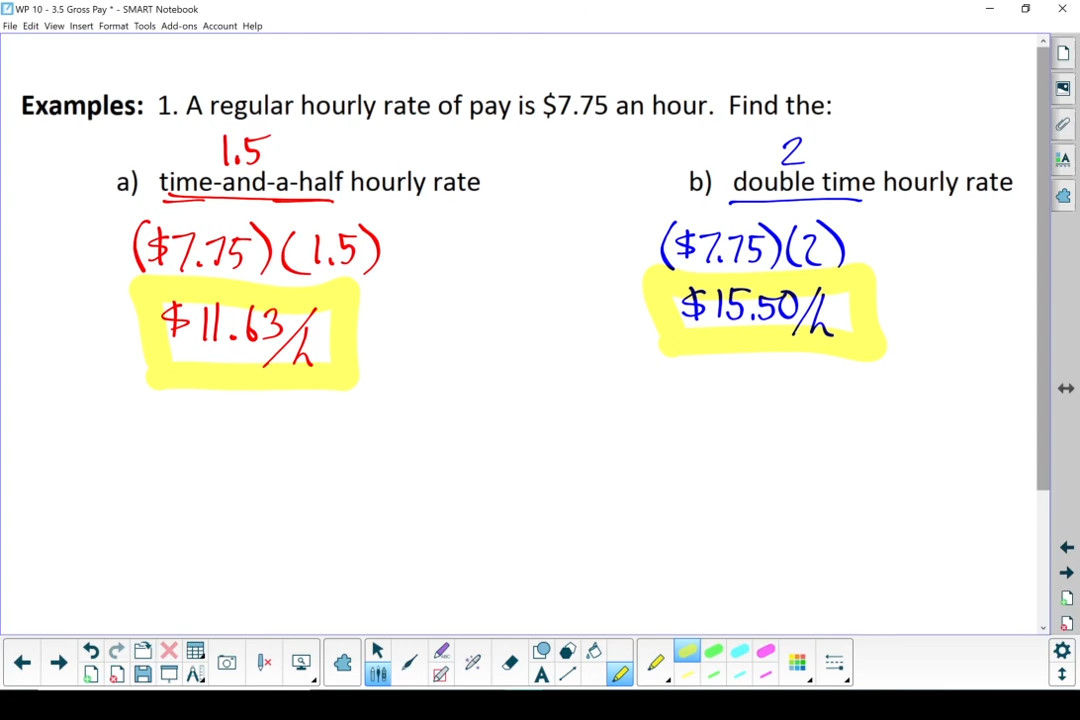 WP 10 - 3.5 Gross Pay * - SMART Notebook
File Edit View Insert Format Tools Add-ons Account Help
Examples: 1. A regular hourly rate of pay is $7.75 an hour. Find the:
1.5
a) time-and-a-half hourly rate
($7.75)(1.5)
$11.63/h
2
b) double time hourly rate
($7.75)(2)
$15.50/h